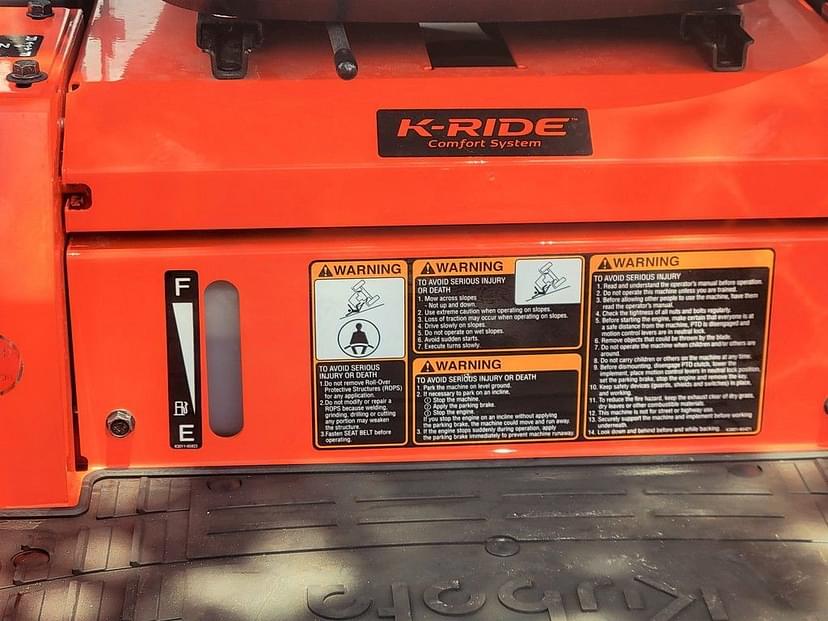 K-RIDE™
Comfort System
F
E
WARNING
TO AVOID SERIOUS
INJURY OR DEATH
1.Do not remove Roll-Over
Protective Structures (ROPS)
for any application.
2.Do not modify or repair a
ROPS because welding,
grinding, drilling or cutting
any portion may weaken
the structure.
3.Fasten SEAT BELT before
operating.
WARNING
TO AVOID SERIOUS INJURY
OR DEATH
1. Mow across slopes
- Not up and down.
2. Use extreme caution when operating on slopes.
3. Loss of traction may occur when operating on slopes.
4. Drive slowly on slopes.
5. Do not operate on wet slopes.
6. Avoid sudden starts.
7. Execute turns slowly.
WARNING
TO AVOID SERIOUS INJURY OR DEATH
1. Park the machine on level ground.
2. If necessary to park on an incline.
① Stop the machine.
② Apply the parking brake.
③ Stop the engine.
If you stop the engine on an incline without applying
the parking brake, the machine could move and run away.
3. If the engine stops suddenly during operation, apply
the parking brake immediately to prevent machine runaway
WARNING
TO AVOID SERIOUS INJURY
1. Read and understand the operator's manual before operation.
2. Do not operate this machine unless you are trained.
3. Before allowing other people to use the machine, have them
read the operator's manual.
4. Check the tightness of all nuts and bolts regularly.
5. Before starting the engine, make certain that everyone is at
a safe distance from the machine, PTO is disengaged and
motion control levers are in neutral lock.
6. Remove objects that could be thrown by the blade.
7. Do not operate the machine when children and/or others are
around.
8. Do not carry children or others on the machine at any time.
9. Before dismounting, disengage PTO clutch, lower the
implement, place motion control levers in neutral lock position,
set the parking brake, stop the engine and remove the key.
10. Keep safety devices (guards, shields and switches) in place,
and working.
11. To reduce the fire hazard, keep the exhaust clear of dry grass,
dry leaves or other combustible
12. This machine is not for street or highway use.
13. Securely support the machine and implement before working
underneath.
14. Look down and behind before and while backing.
Kubota